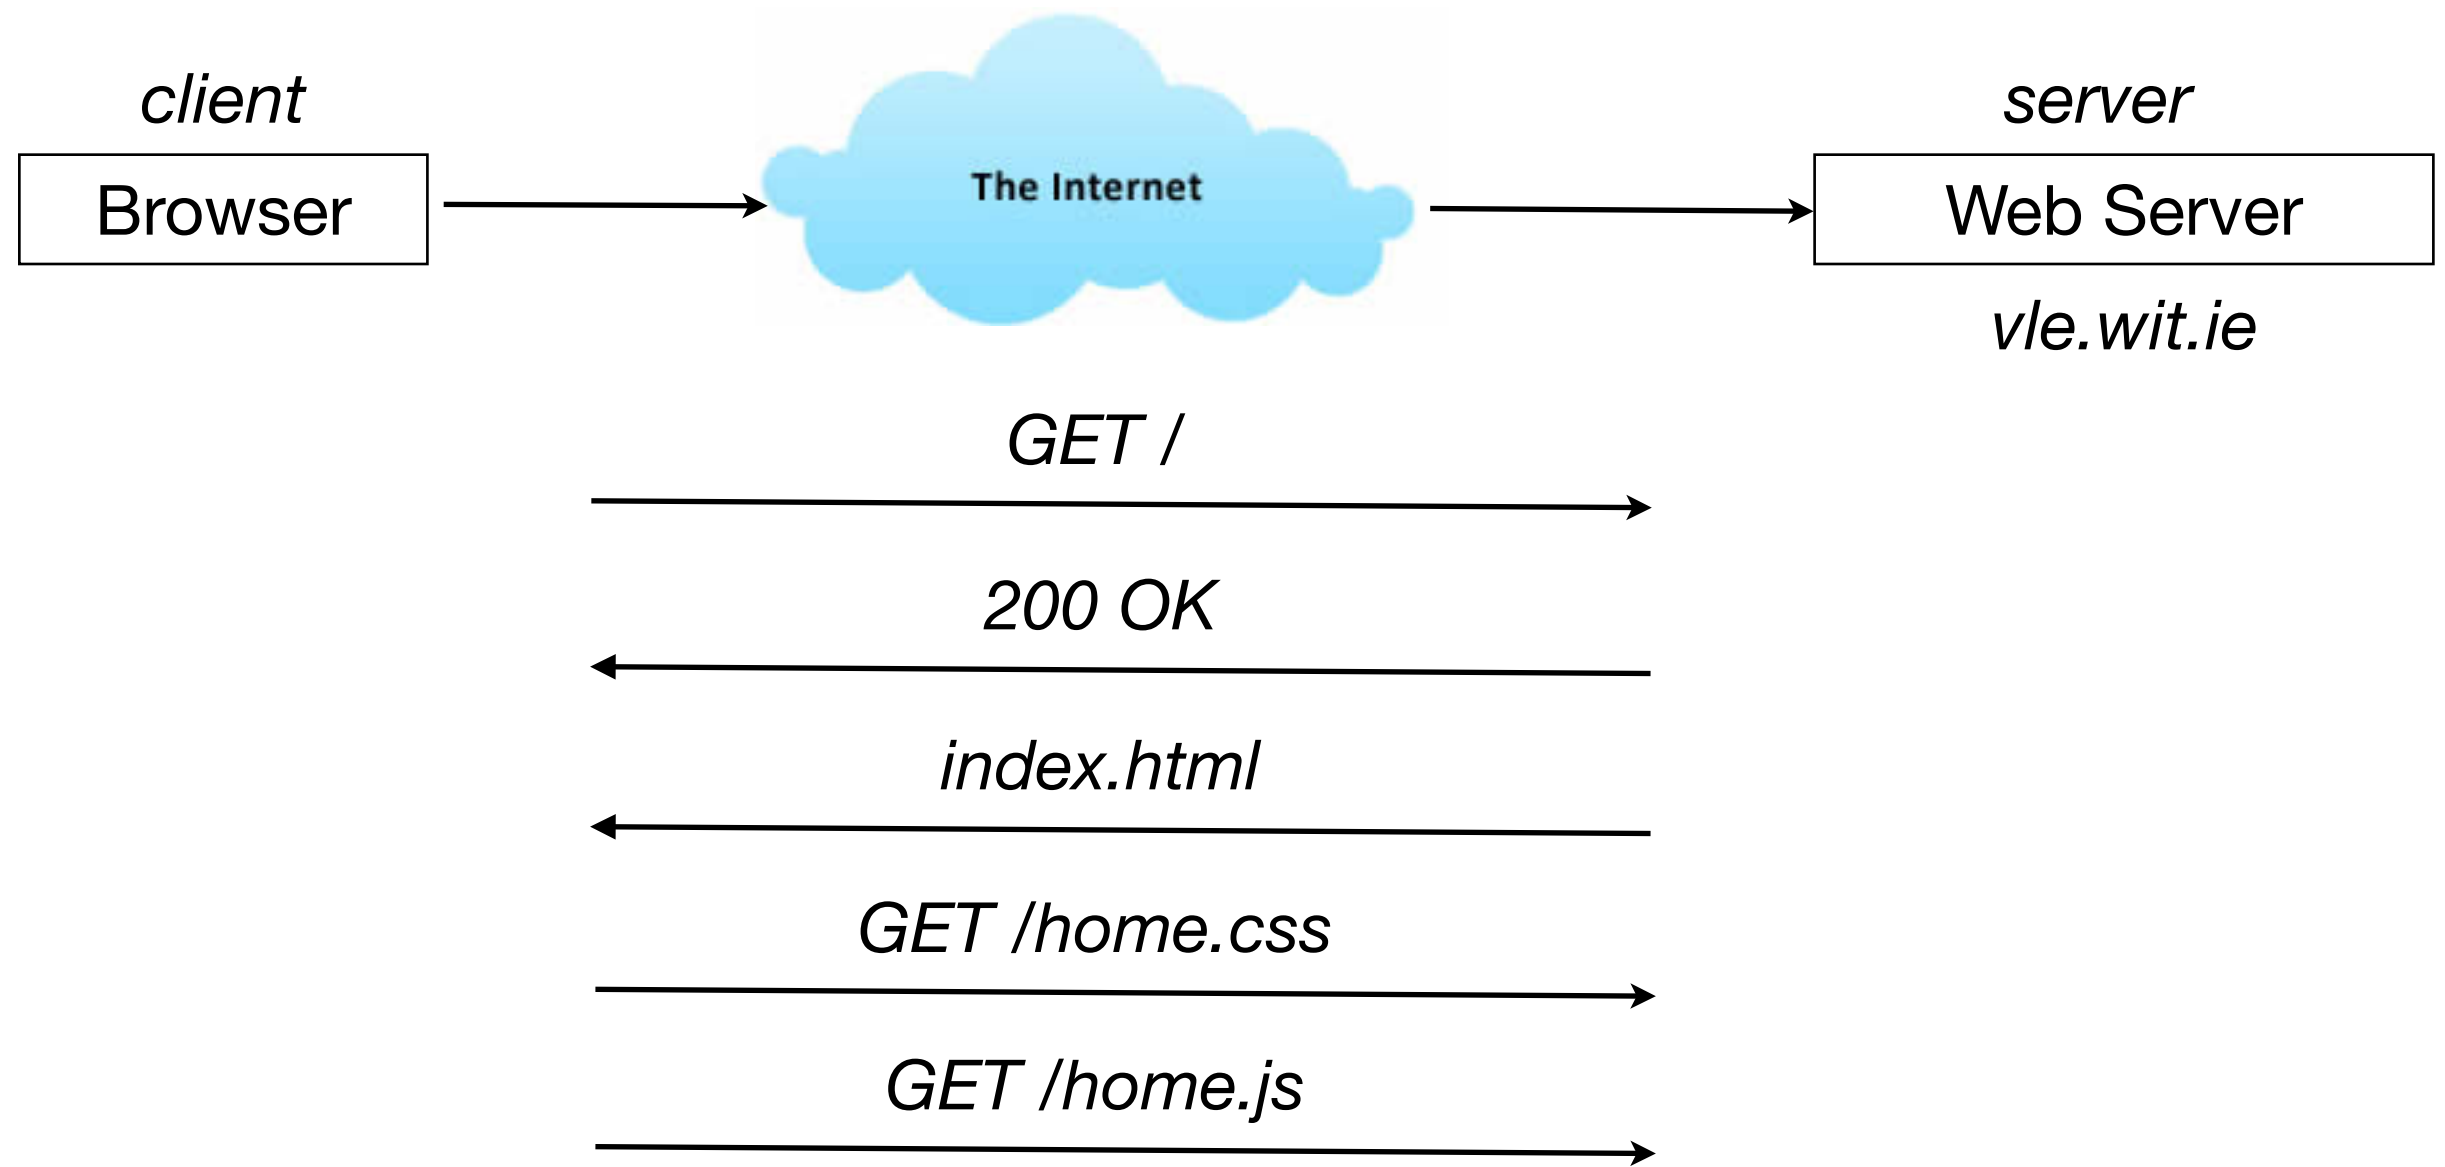 client
server
Browser
The Internet
Web Server
vle.wit.ie
GET /
200 OK
index.html
GET /home.css
GET /home.js